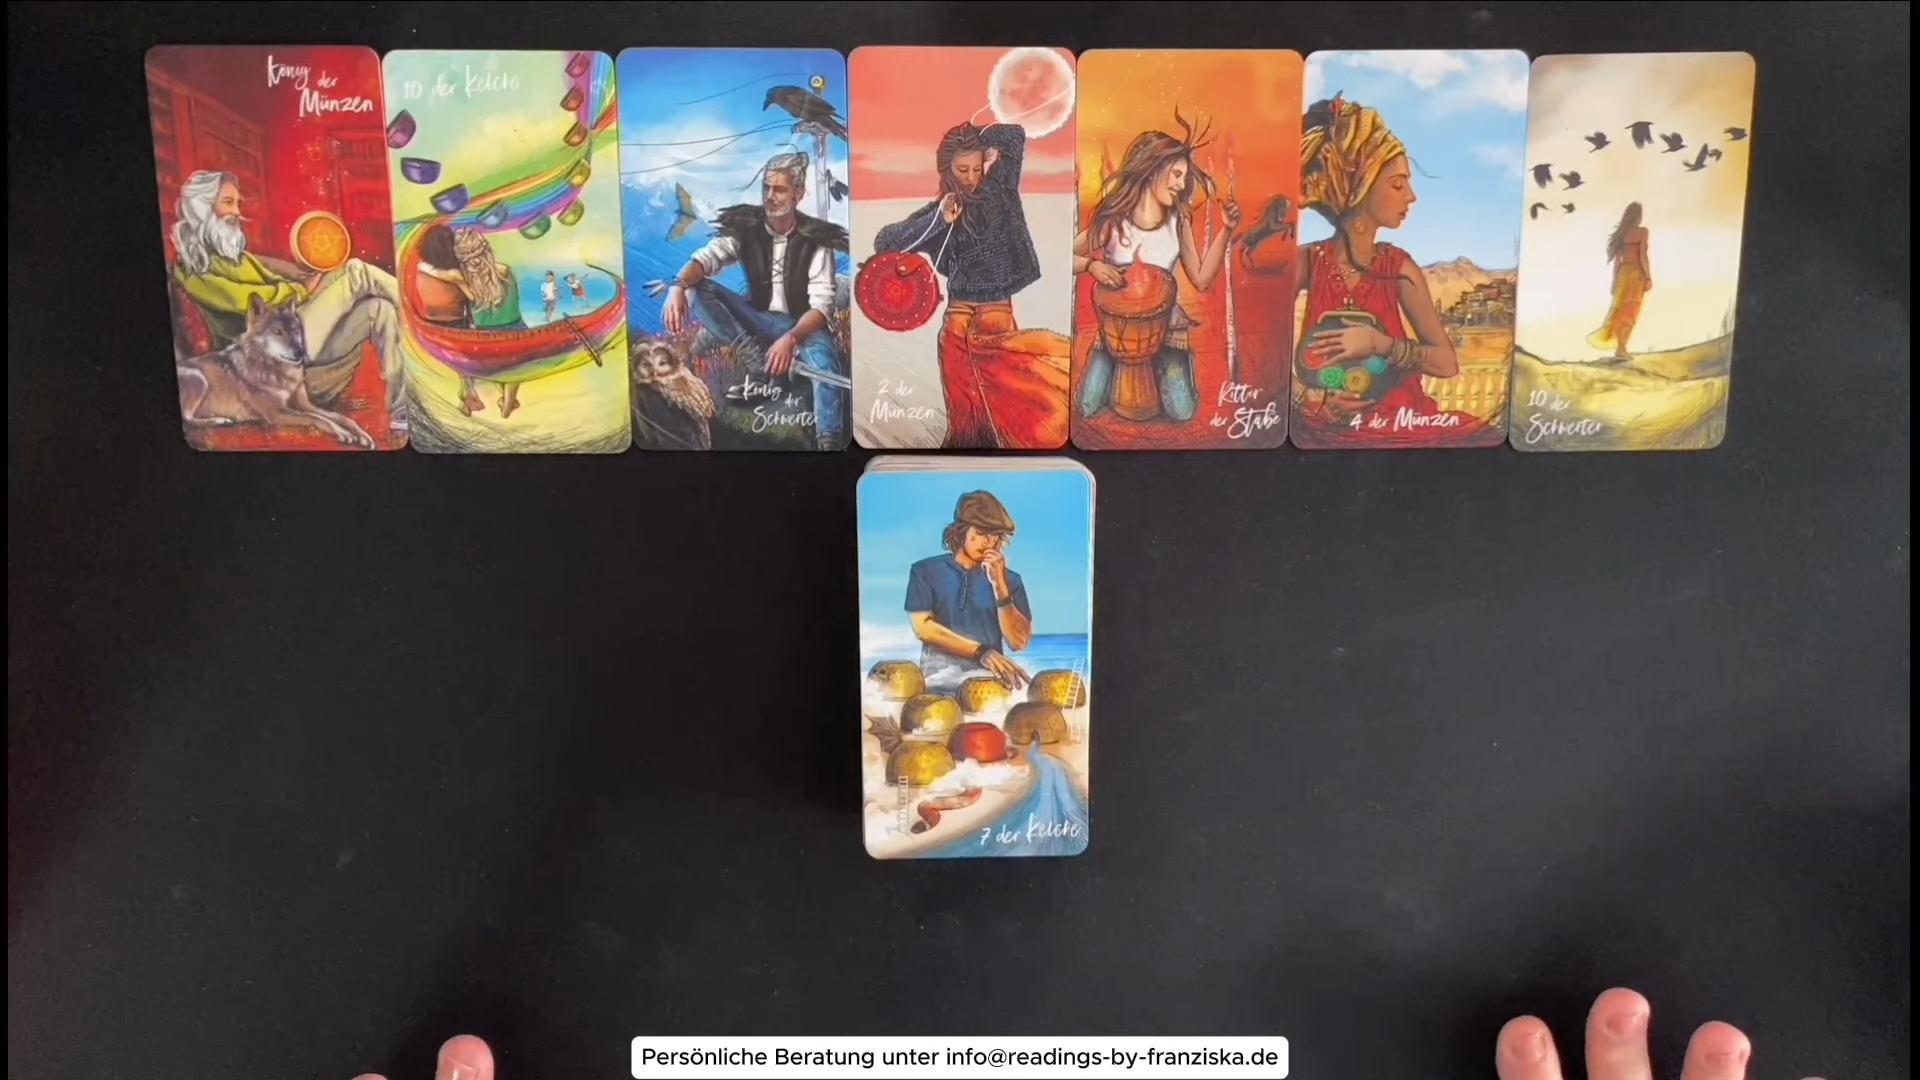 König der
Münzen
10 der Kelche
König
der
Schwerter
2 der
Münzen
Ritter
der Stäbe
4 der Münzen
10 der
Schwerter
7 der Kelche
Persönliche Beratung unter info@readings-by-franziska.de